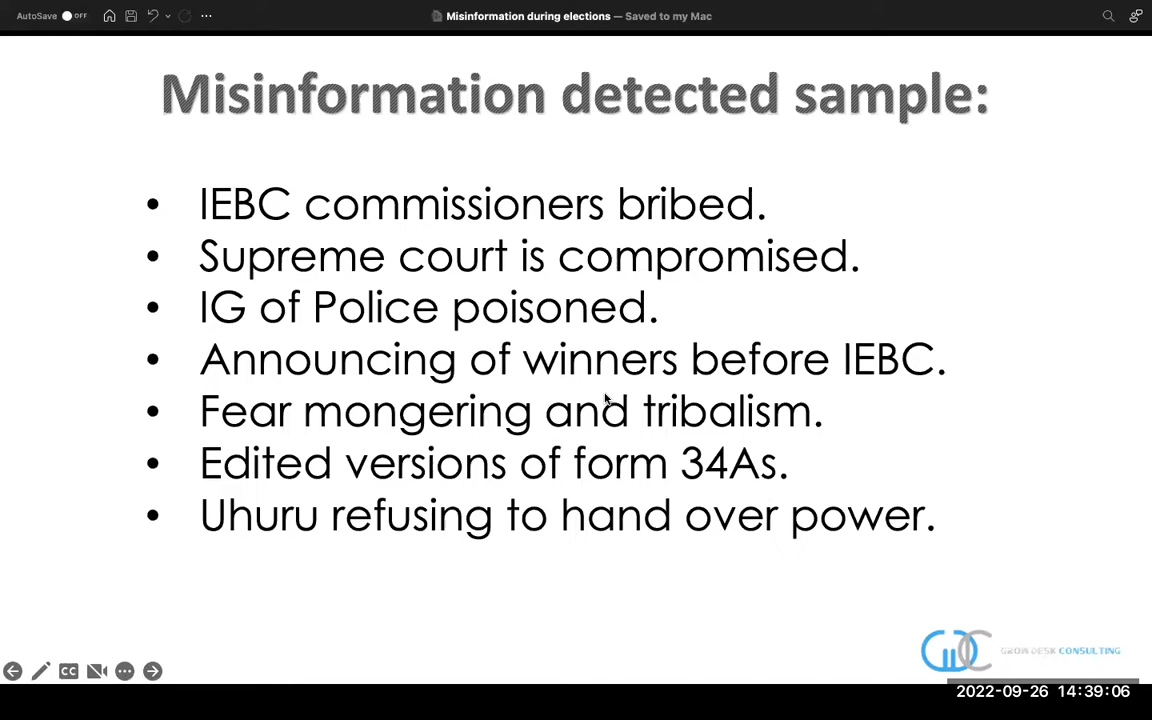 AutoSave OFF
Misinformation during elections — Saved to my Mac
Misinformation detected sample:
• IEBC commissioners bribed.
• Supreme court is compromised.
• IG of Police poisoned.
• Announcing of winners before IEBC.
• Fear mongering and tribalism.
• Edited versions of form 34As.
• Uhuru refusing to hand over power.
CC
GROW DESK CONSULTING
2022-09-26 14:39:06